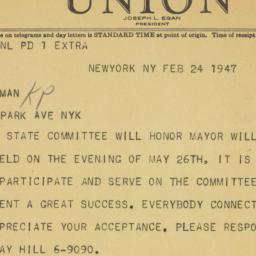 UNION
JOSEPH L. EGAN
PRESIDENT
e on telegrams and day letters is STANDARD TIME at point of origin. Time of receipt
NL PD 1 EXTRA
NEWYORK NY FEB 24 1947
MAN KP
PARK AVE NYK
STATE COMMITTEE WILL HONOR MAYOR WILL
ELD ON THE EVENING OF MAY 26TH. IT IS
PARTICIPATE AND SERVE ON THE COMMITTEE
ENT A GREAT SUCCESS. EVERYBODY CONNECT
PRECIATE YOUR ACCEPTANCE. PLEASE RESPO
AY HILL 6-9090.